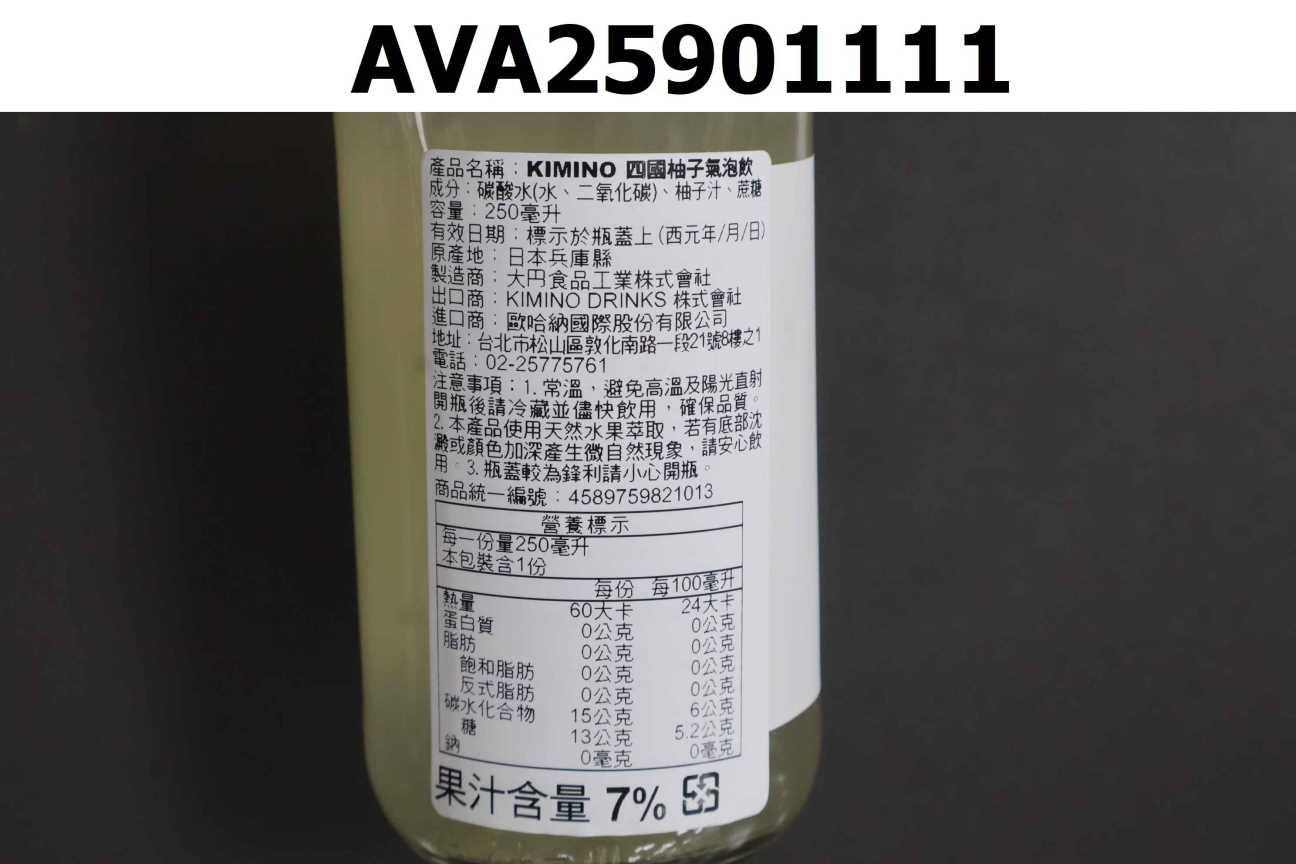 AVA25901111
產品名稱：KIMINO 四國柚子氣泡飲
成分：碳酸水(水、二氧化碳)、柚子汁、蔗糖
容量：250毫升
有效日期：標示於瓶蓋上(西元年/月/日)
原產地：日本兵庫縣
製造商：大円食品工業株式會社
出口商：KIMINO DRINKS 株式會社
進口商：歐哈納國際股份有限公司
地址：台北市松山區敦化南路一段21號8樓之1
電話：02-25775761
注意事項：1. 常溫，避免高溫及陽光直射
開瓶後請冷藏並儘快飲用，確保品質。
2. 本產品使用天然水果萃取，若有底部沈
澱或顏色加深產生微自然現象，請安心飲
用。3. 瓶蓋較為鋒利請小心開瓶。
商品統一編號：4589759821013
營養標示
每一份量250毫升
本包裝含1份
每份 每100毫升
熱量 60大卡 24大卡
蛋白質 0公克 0公克
脂肪 0公克 0公克
飽和脂肪 0公克 0公克
反式脂肪 0公克 0公克
碳水化合物 15公克 6公克
糖 13公克 5.2公克
鈉 0毫克 0毫克
果汁含量 7% 回收